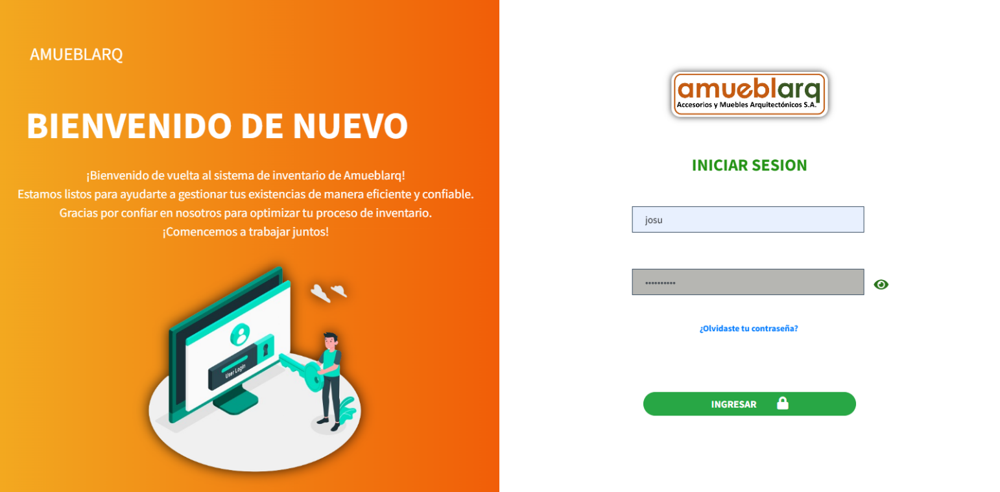 AMUEBLARQ
BIENVENIDO DE NUEVO
¡Bienvenido de vuelta al sistema de inventario de Amueblarq!
Estamos listos para ayudarte a gestionar tus existencias de manera eficiente y confiable.
Gracias por confiar en nosotros para optimizar tu proceso de inventario.
¡Comencemos a trabajar juntos!
User Login
amueblarq
Accesorios y Muebles Arquitectónicos S.A.
INICIAR SESION
josu
••••••••••
¿Olvidaste tu contraseña?
INGRESAR